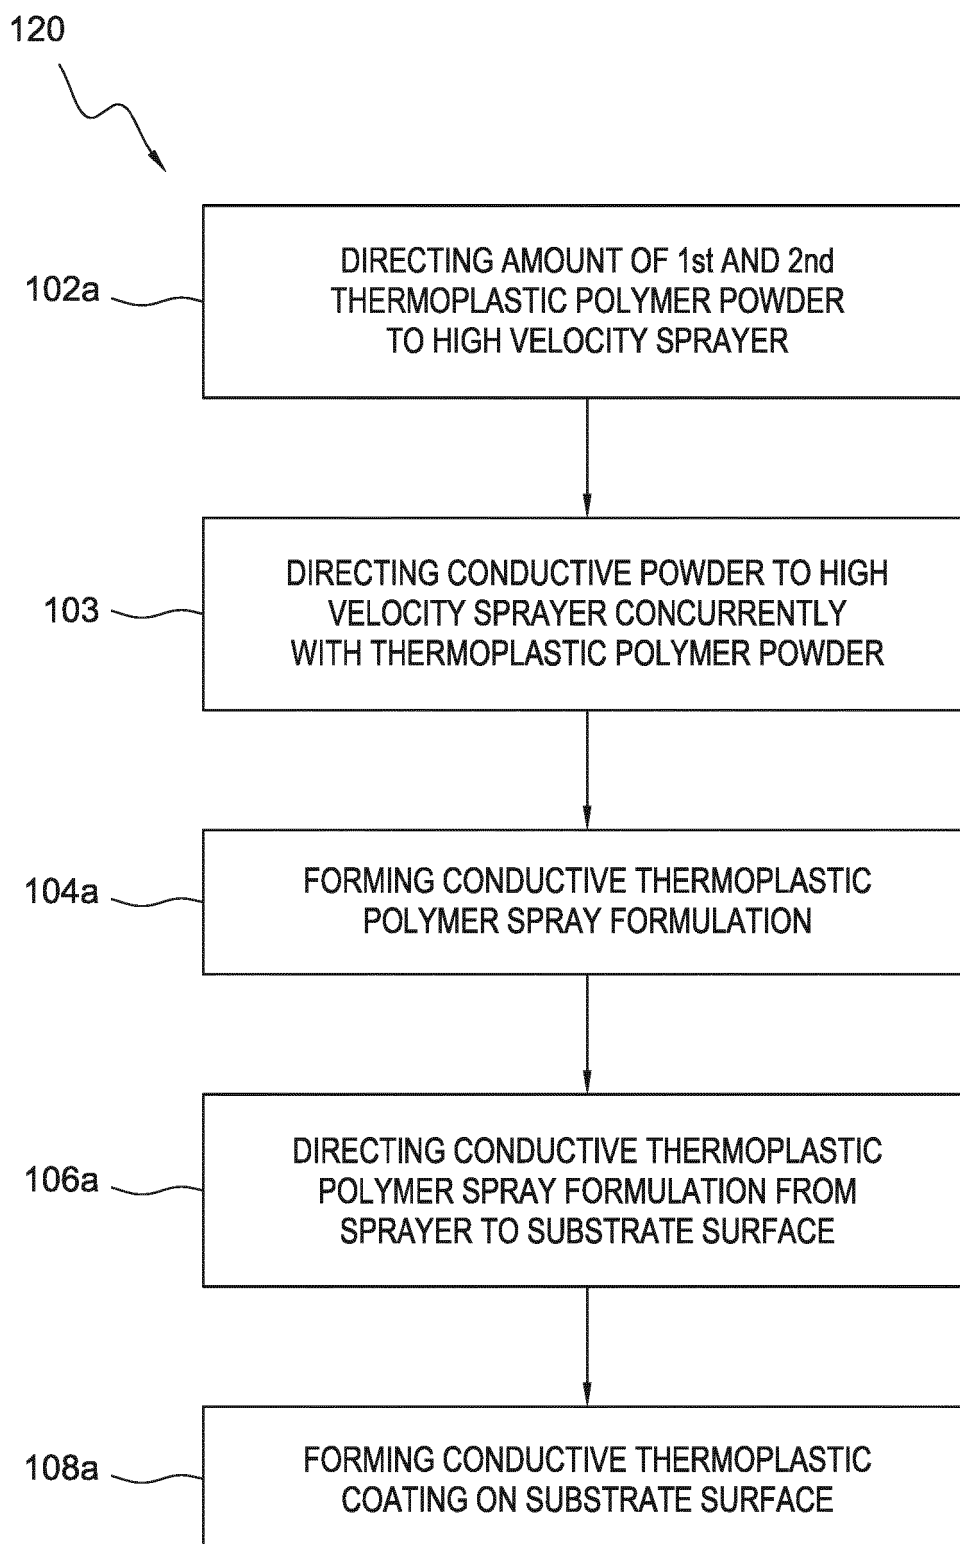 120
102a
DIRECTING AMOUNT OF 1st AND 2nd
THERMOPLASTIC POLYMER POWDER
TO HIGH VELOCITY SPRAYER
103
DIRECTING CONDUCTIVE POWDER TO HIGH
VELOCITY SPRAYER CONCURRENTLY
WITH THERMOPLASTIC POLYMER POWDER
104a
FORMING CONDUCTIVE THERMOPLASTIC
POLYMER SPRAY FORMULATION
106a
DIRECTING CONDUCTIVE THERMOPLASTIC
POLYMER SPRAY FORMULATION FROM
SPRAYER TO SUBSTRATE SURFACE
108a
FORMING CONDUCTIVE THERMOPLASTIC
COATING ON SUBSTRATE SURFACE